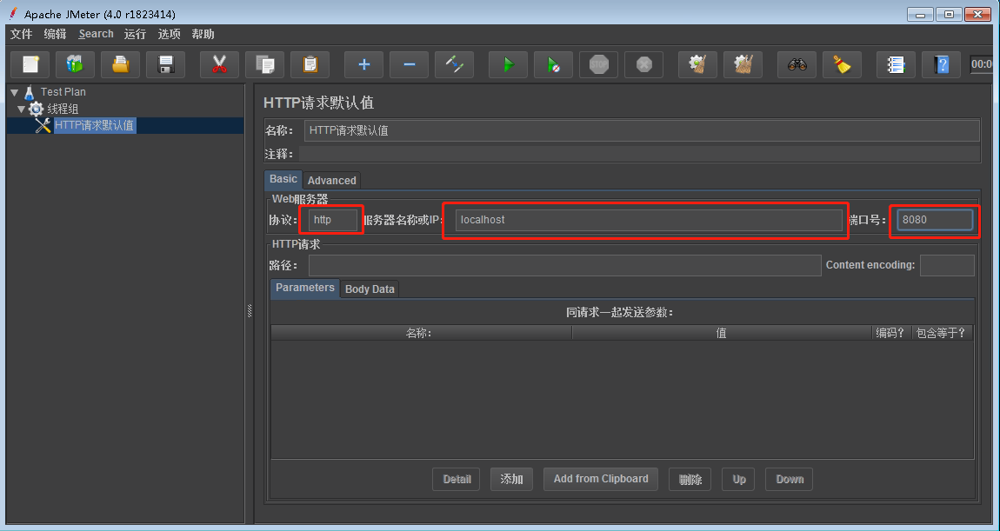 Apache JMeter (4.0 r1823414)
文件 编辑 Search 运行 选项 帮助
STOP
00:0
Test Plan
线程组
HTTP请求默认值
HTTP请求默认值
名称： HTTP请求默认值
注释：
Basic Advanced
Web服务器
协议： http 服务器名称或IP： localhost 端口号： 8080
HTTP请求
路径： Content encoding:
Parameters Body Data
同请求一起发送参数：
名称： 值 编码？ 包含等于？
Detail 添加 Add from Clipboard 删除 Up Down